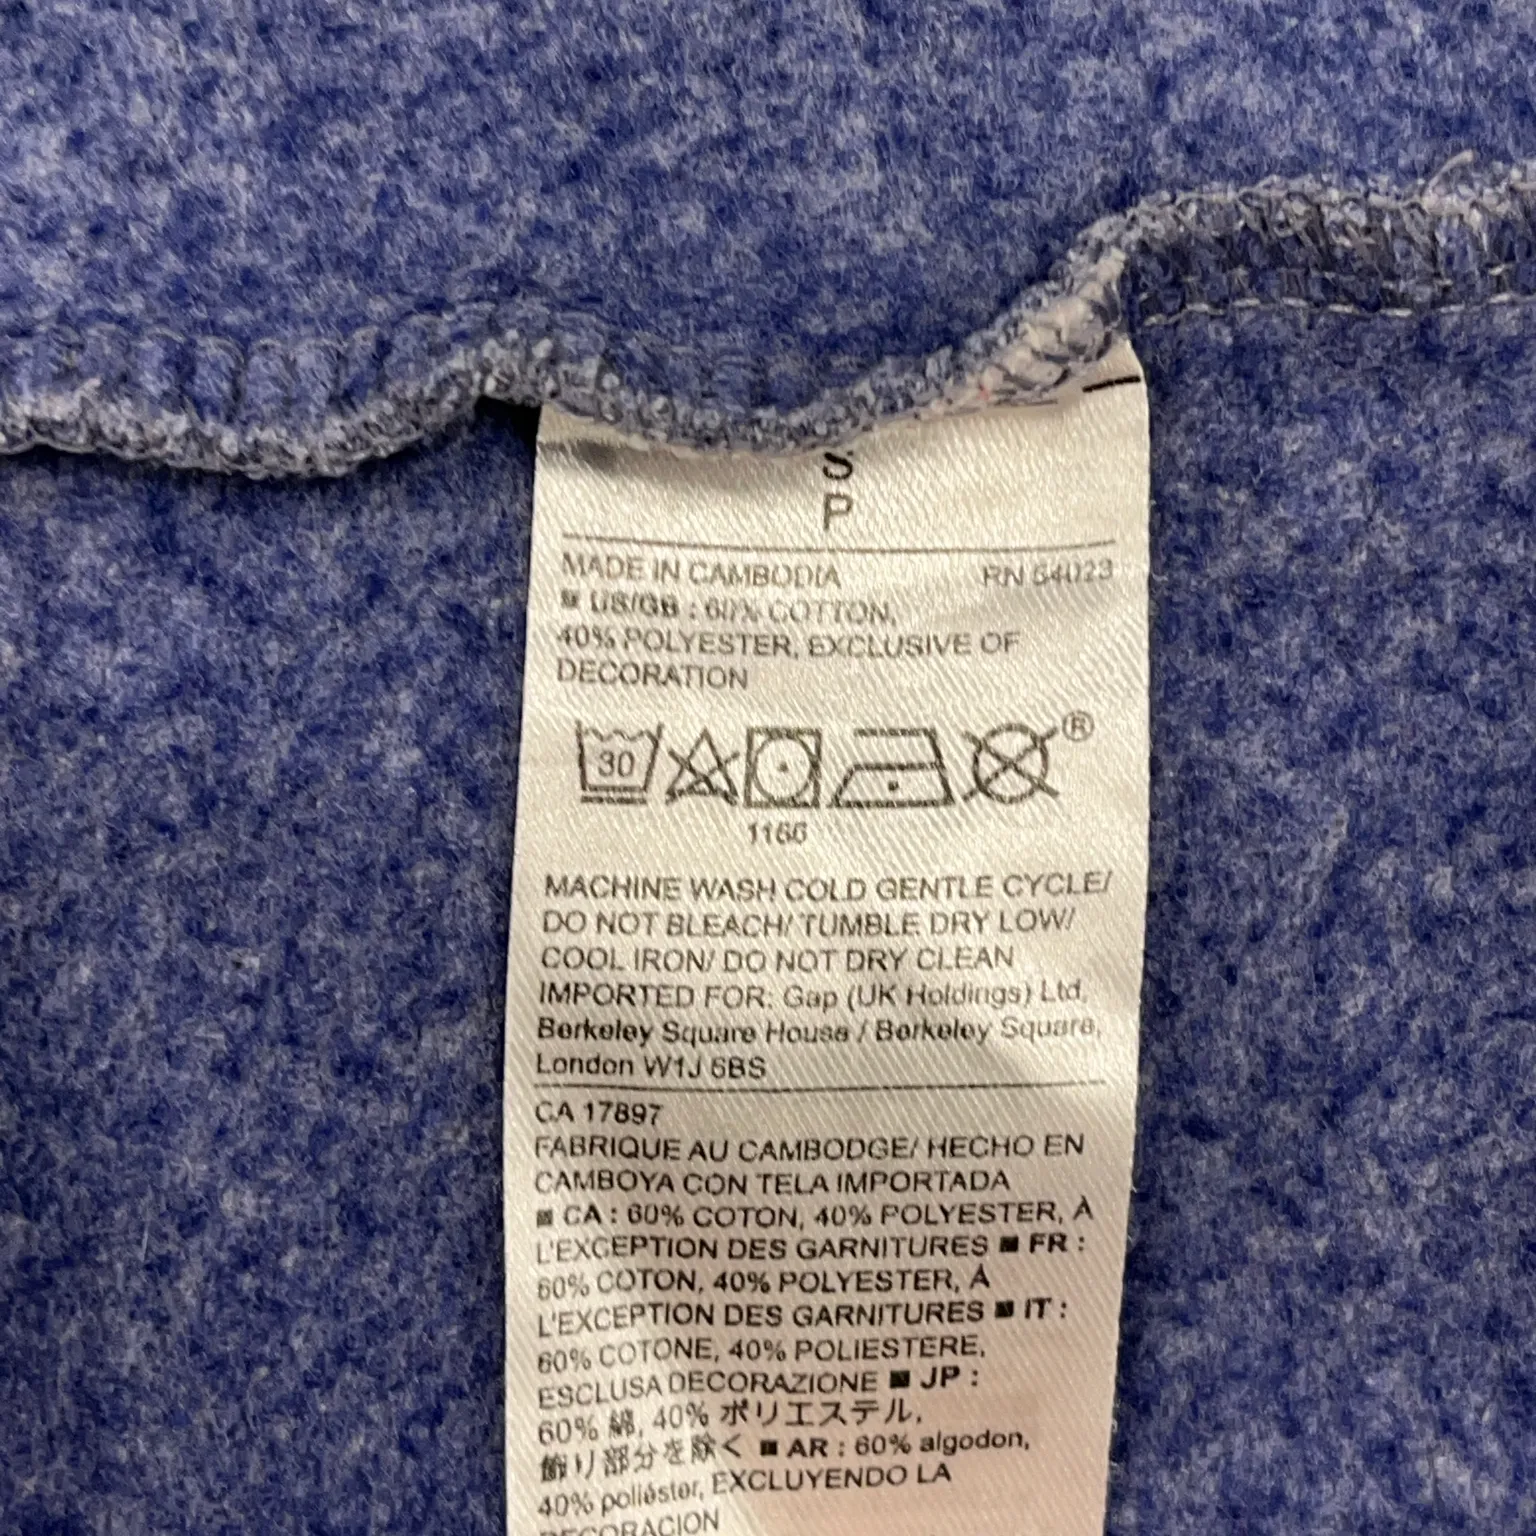 S
P
MADE IN CAMBODIA RN 54023
■ US/GB : 60% COTTON,
40% POLYESTER, EXCLUSIVE OF
DECORATION
30 ®
1166
MACHINE WASH COLD GENTLE CYCLE/
DO NOT BLEACH/ TUMBLE DRY LOW/
COOL IRON/ DO NOT DRY CLEAN
IMPORTED FOR: Gap (UK Holdings) Ltd,
Berkeley Square House / Berkeley Square,
London W1J 6BS
CA 17897
FABRIQUE AU CAMBODGE/ HECHO EN
CAMBOYA CON TELA IMPORTADA
■ CA : 60% COTON, 40% POLYESTER, À
L'EXCEPTION DES GARNITURES ■ FR :
60% COTON, 40% POLYESTER, À
L'EXCEPTION DES GARNITURES ■ IT :
60% COTONE, 40% POLIESTERE,
ESCLUSA DECORAZIONE ■ JP :
60% 綿, 40% ポリエステル,
飾り部分を除く ■ AR : 60% algodon,
40% poliéster, EXCLUYENDO LA
DECORACION